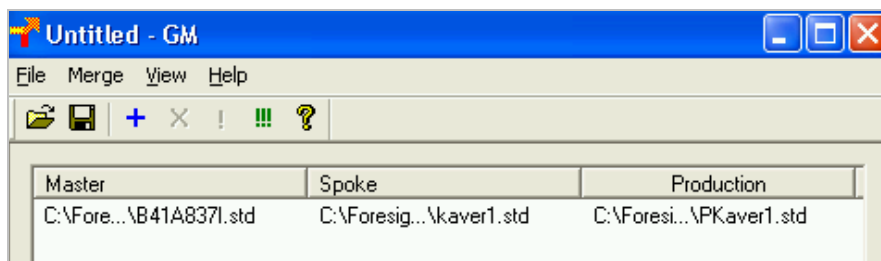 Untitled - GM
File Merge View Help
Master Spoke Production
C:\Fore...\B41A837I.std C:\Foresig...\kaver1.std C:\Foresi...\PKaver1.std